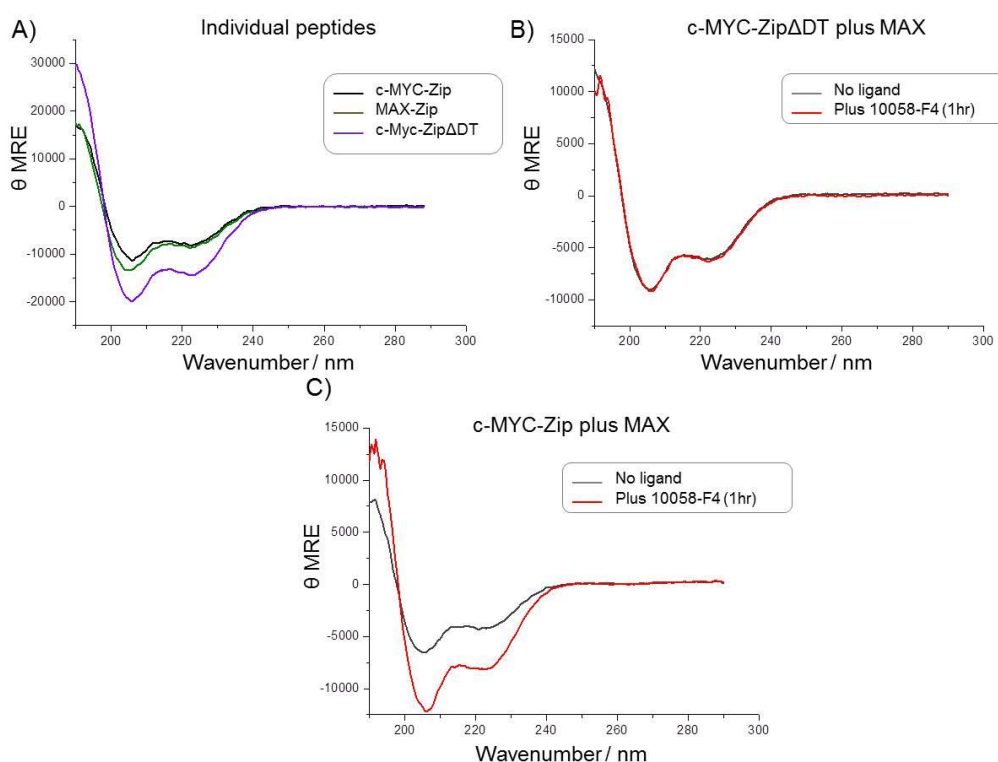 A)
Individual peptides
c-MYC-Zip
MAX-Zip
c-Myc-ZipΔDT
θ MRE
30000
20000
10000
0
-10000
-20000
200
220
240
260
280
300
Wavenumber / nm
B)
c-MYC-ZipΔDT plus MAX
No ligand
Plus 10058-F4 (1hr)
θ MRE
15000
10000
5000
0
-5000
-10000
200
220
240
260
280
300
Wavenumber / nm
C)
c-MYC-Zip plus MAX
No ligand
Plus 10058-F4 (1hr)
θ MRE
15000
10000
5000
0
-5000
-10000
200
220
240
260
280
300
Wavenumber / nm